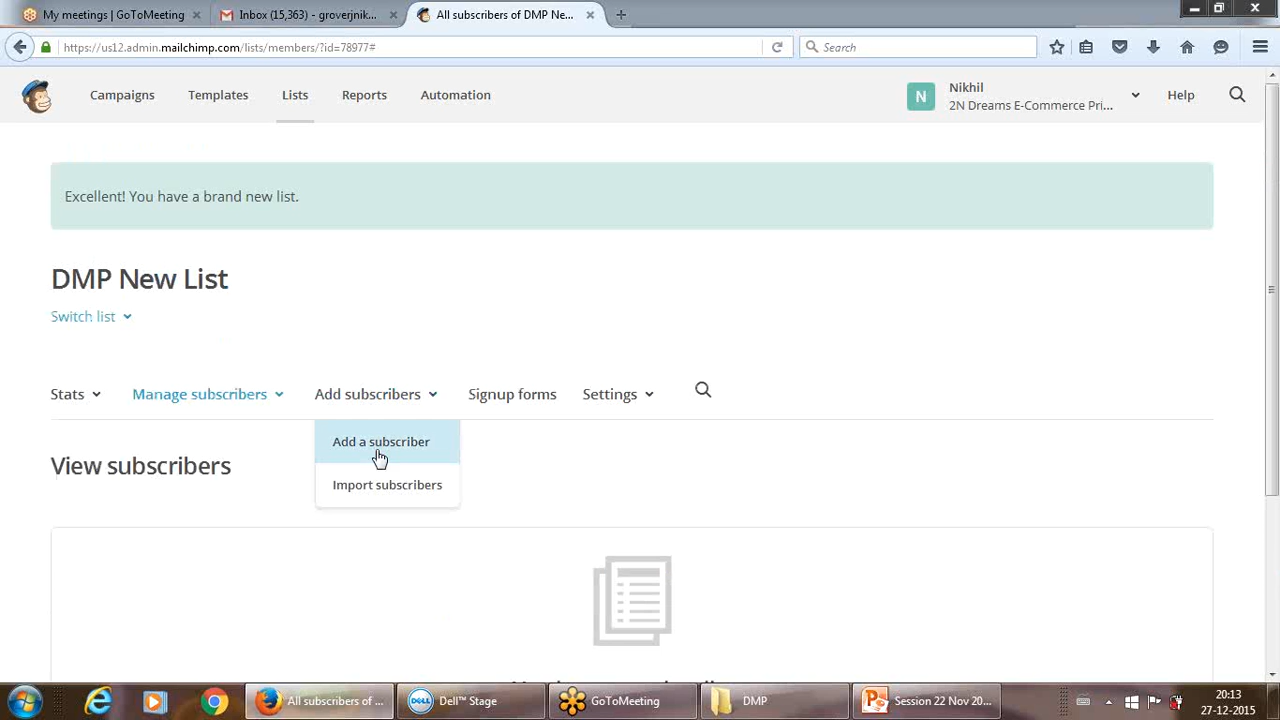 My meetings | GoToMeeting
Inbox (15,363) - groverjnik...
All subscribers of DMP Ne...
https://us12.admin.mailchimp.com/lists/members/?id=78977#
Search
Campaigns
Templates
Lists
Reports
Automation
N
Nikhil
2N Dreams E-Commerce Pri...
Help
Excellent! You have a brand new list.
DMP New List
Switch list
Stats
Manage subscribers
Add subscribers
Signup forms
Settings
Add a subscriber
Import subscribers
View subscribers
All subscribers of ...
DELL
Dell™ Stage
GoToMeeting
DMP
Session 22 Nov 20...
20:13
27-12-2015